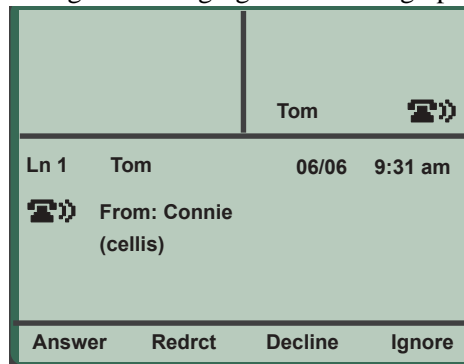 Tom
Ln 1 Tom 06/06 9:31 am
From: Connie
(cellis)
Answer Redrct Decline Ignore